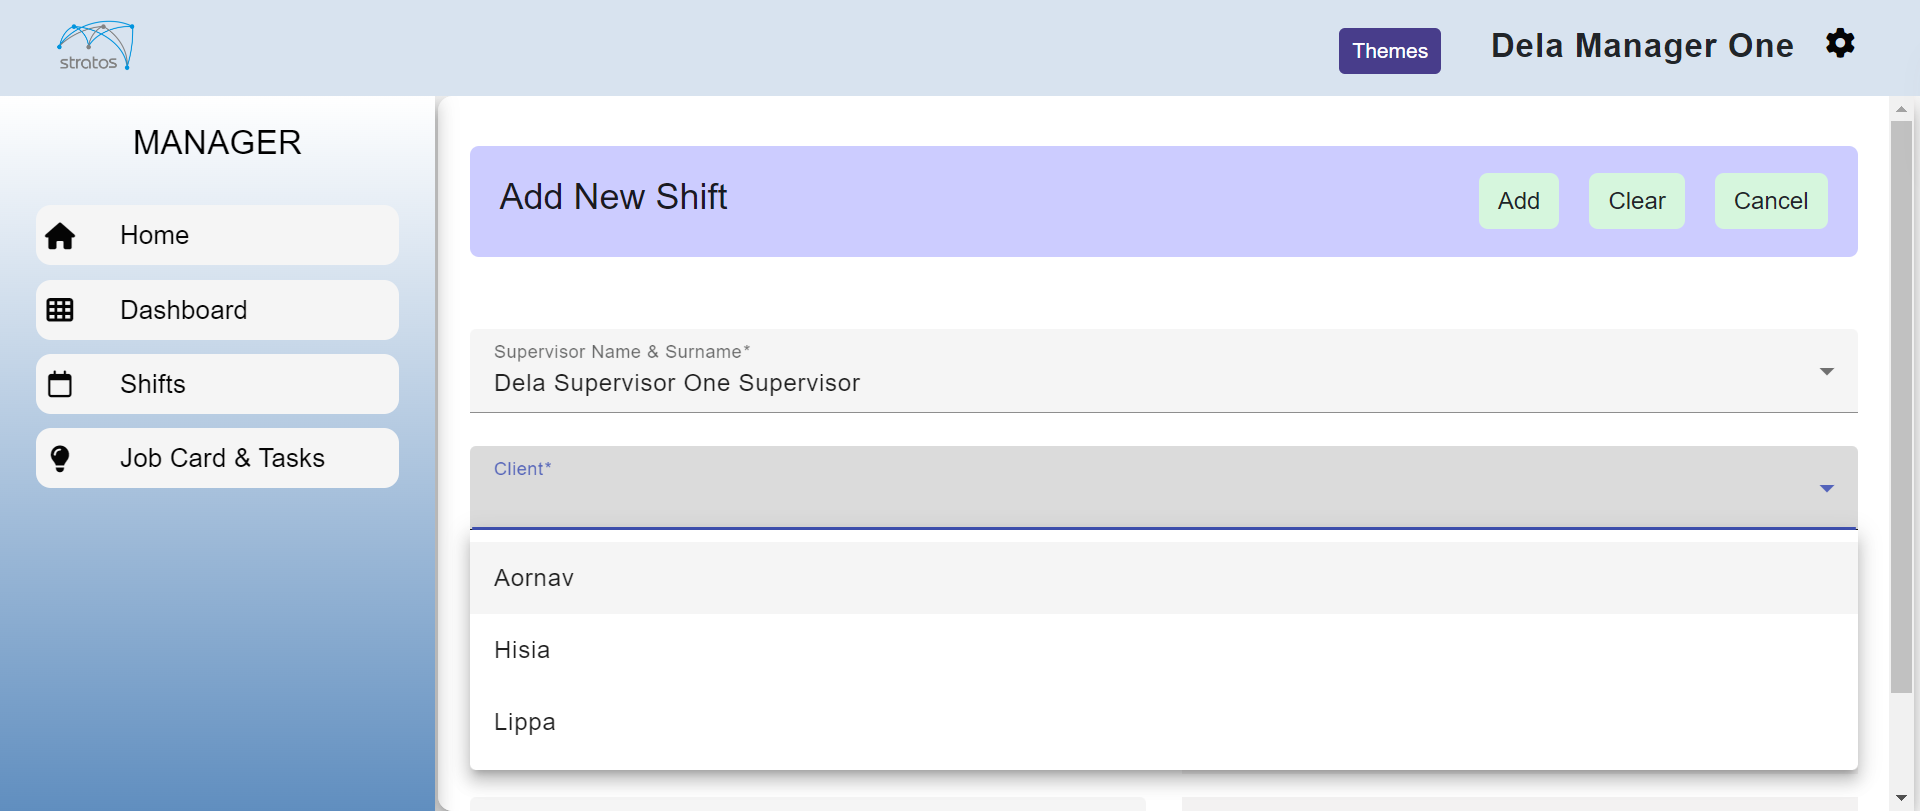 stratos
Themes
Dela Manager One
MANAGER
Home
Dashboard
Shifts
Job Card & Tasks
Add New Shift
Add
Clear
Cancel
Supervisor Name & Surname*
Dela Supervisor One Supervisor
Client*
Aornav
Hisia
Lippa